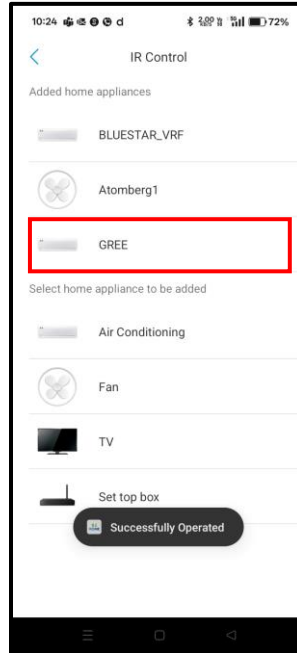 10:24 d 72%
IR Control
Added home appliances
BLUESTAR_VRF
Atomberg1
GREE
Select home appliance to be added
Air Conditioning
Fan
TV
Set top box
Successfully Operated